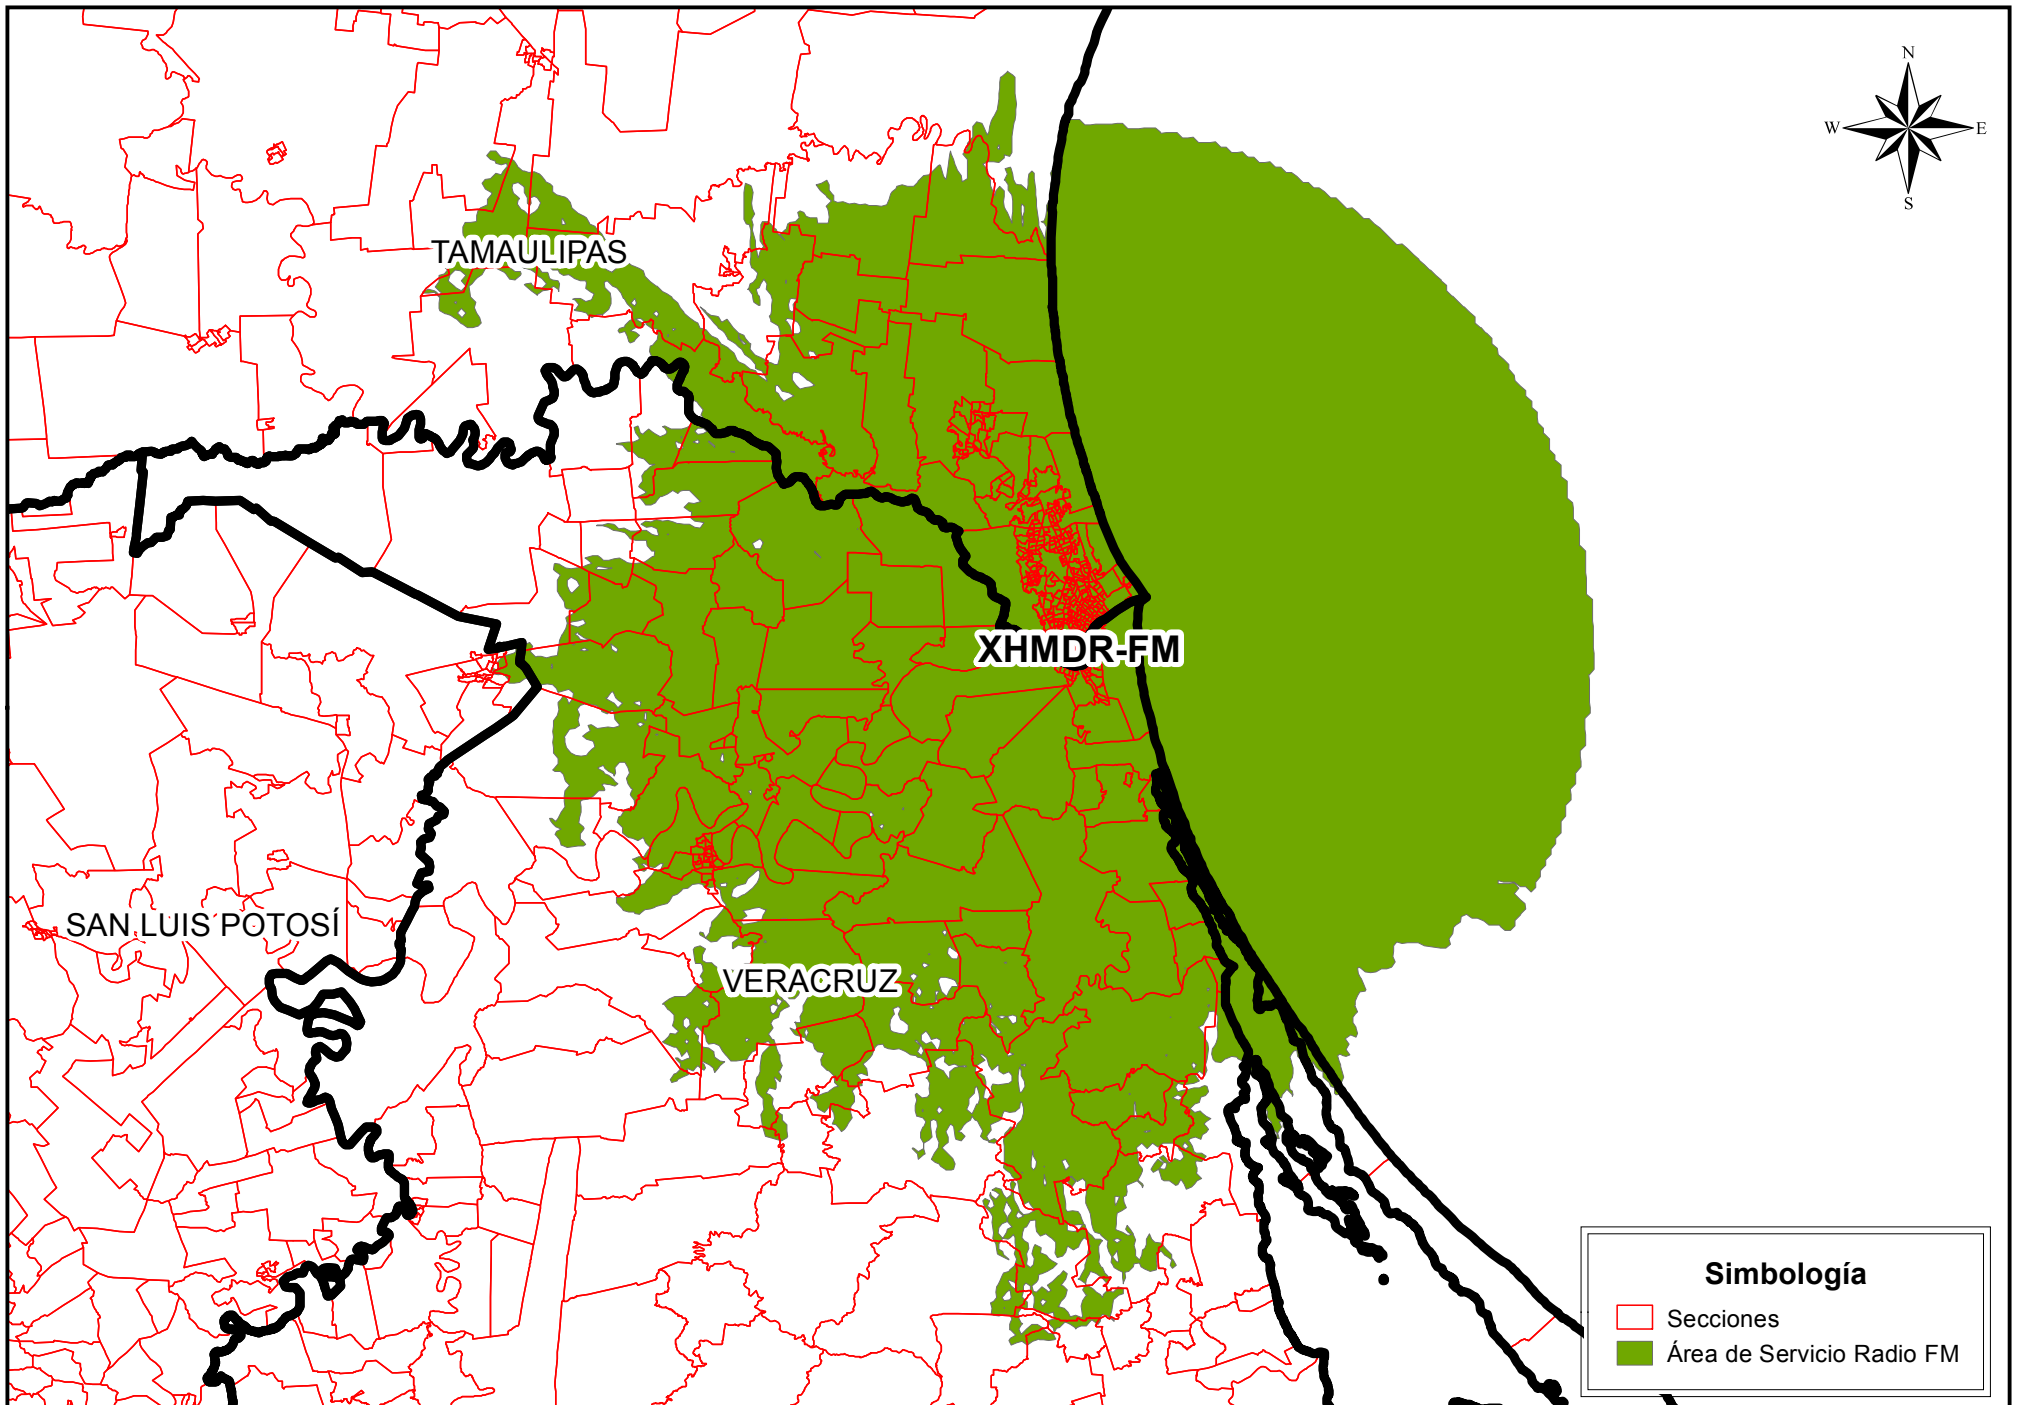 N
W E
S
TAMAULIPAS
XHMDR-FM
SAN LUIS POTOSÍ
VERACRUZ
Simbología
Secciones
Área de Servicio Radio FM